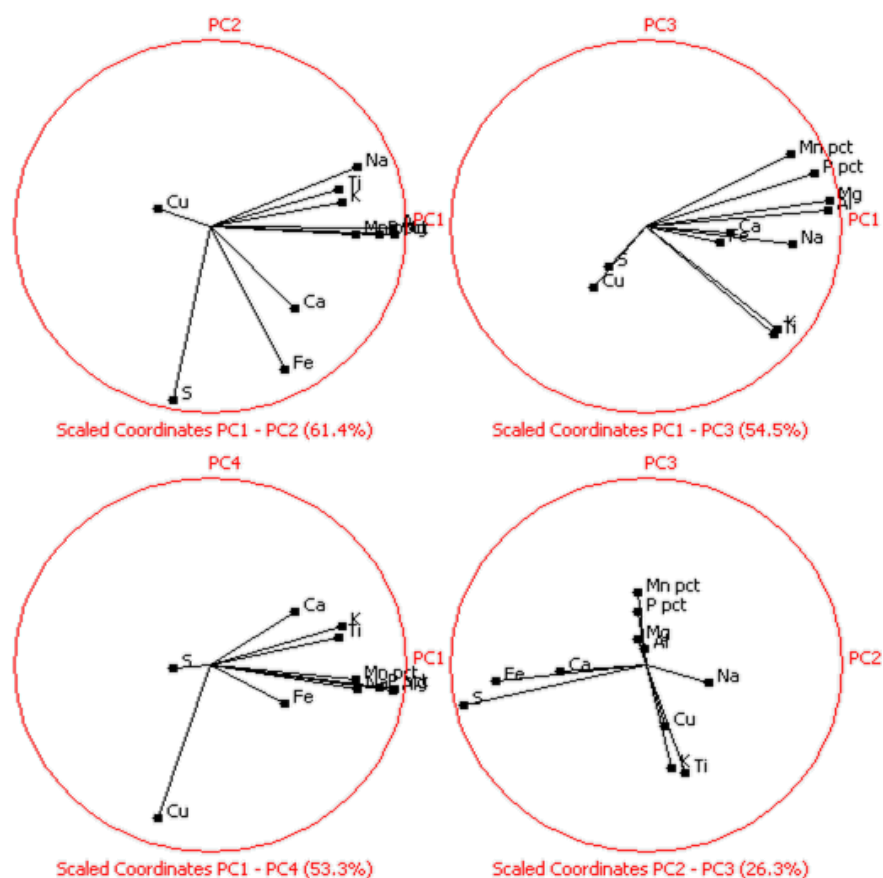 PC2
Na
Ti
K
Cu
PC1
Ca
Fe
S
Scaled Coordinates PC1 - PC2 (61.4%)
PC3
Mn pct
P pct
Mg
Al
PC1
Ca
Fe
Na
S
Cu
K
Ti
Scaled Coordinates PC1 - PC3 (54.5%)
PC4
Ca
K
Ti
PC1
S
Mn pct
Fe
Cu
Scaled Coordinates PC1 - PC4 (53.3%)
PC3
Mn pct
P pct
Mg
Al
PC2
Ca
Fe
Na
S
Cu
K
Ti
Scaled Coordinates PC2 - PC3 (26.3%)